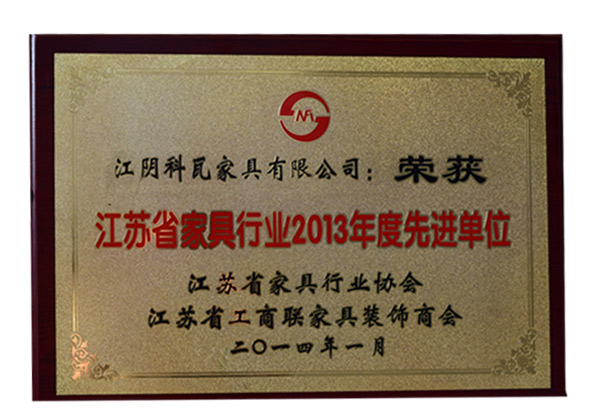 江阴科民家具有限公司：荣获
江苏省家具行业2013年度先进单位
江苏省家具行业协会
江苏省工商联家具装饰商会
二〇一四年一月